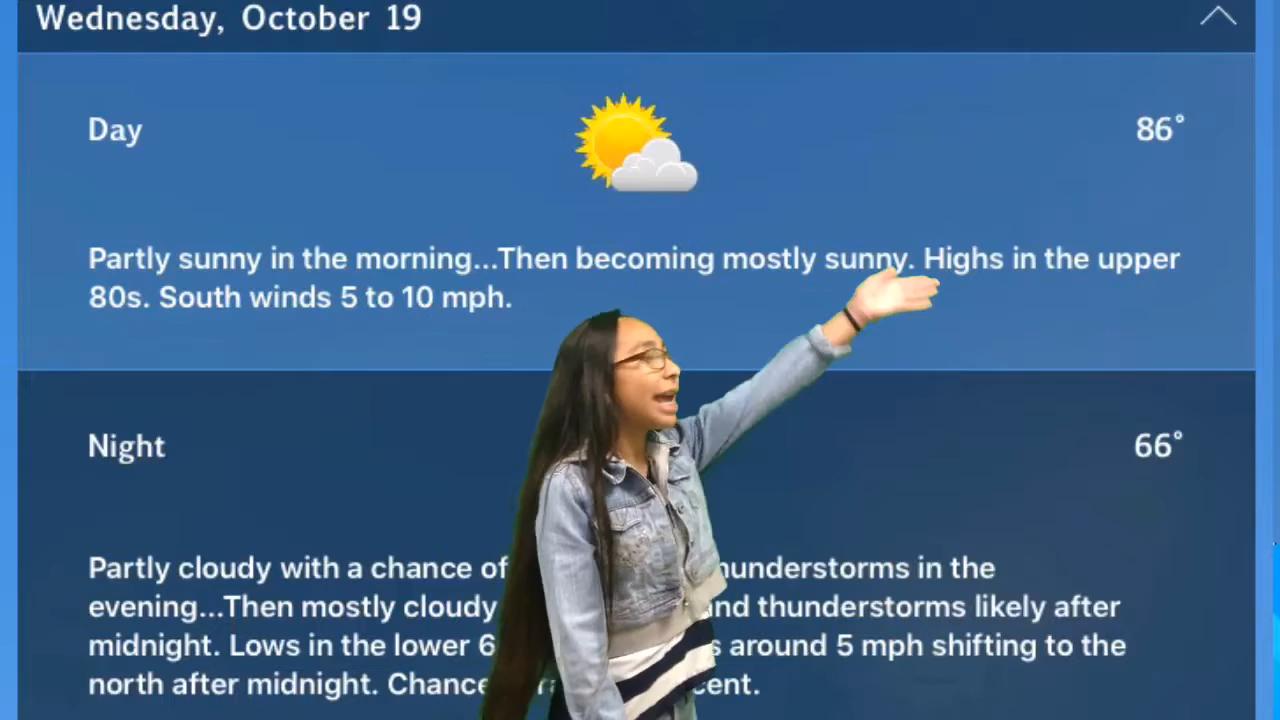 Wednesday, October 19
Day
86°
Partly sunny in the morning...Then becoming mostly sunny. Highs in the upper
80s. South winds 5 to 10 mph.
Night
66°
Partly cloudy with a chance of hunderstorms in the
evening...Then mostly cloudy nd thunderstorms likely after
midnight. Lows in the lower 6 s around 5 mph shifting to the
north after midnight. Chance cent.